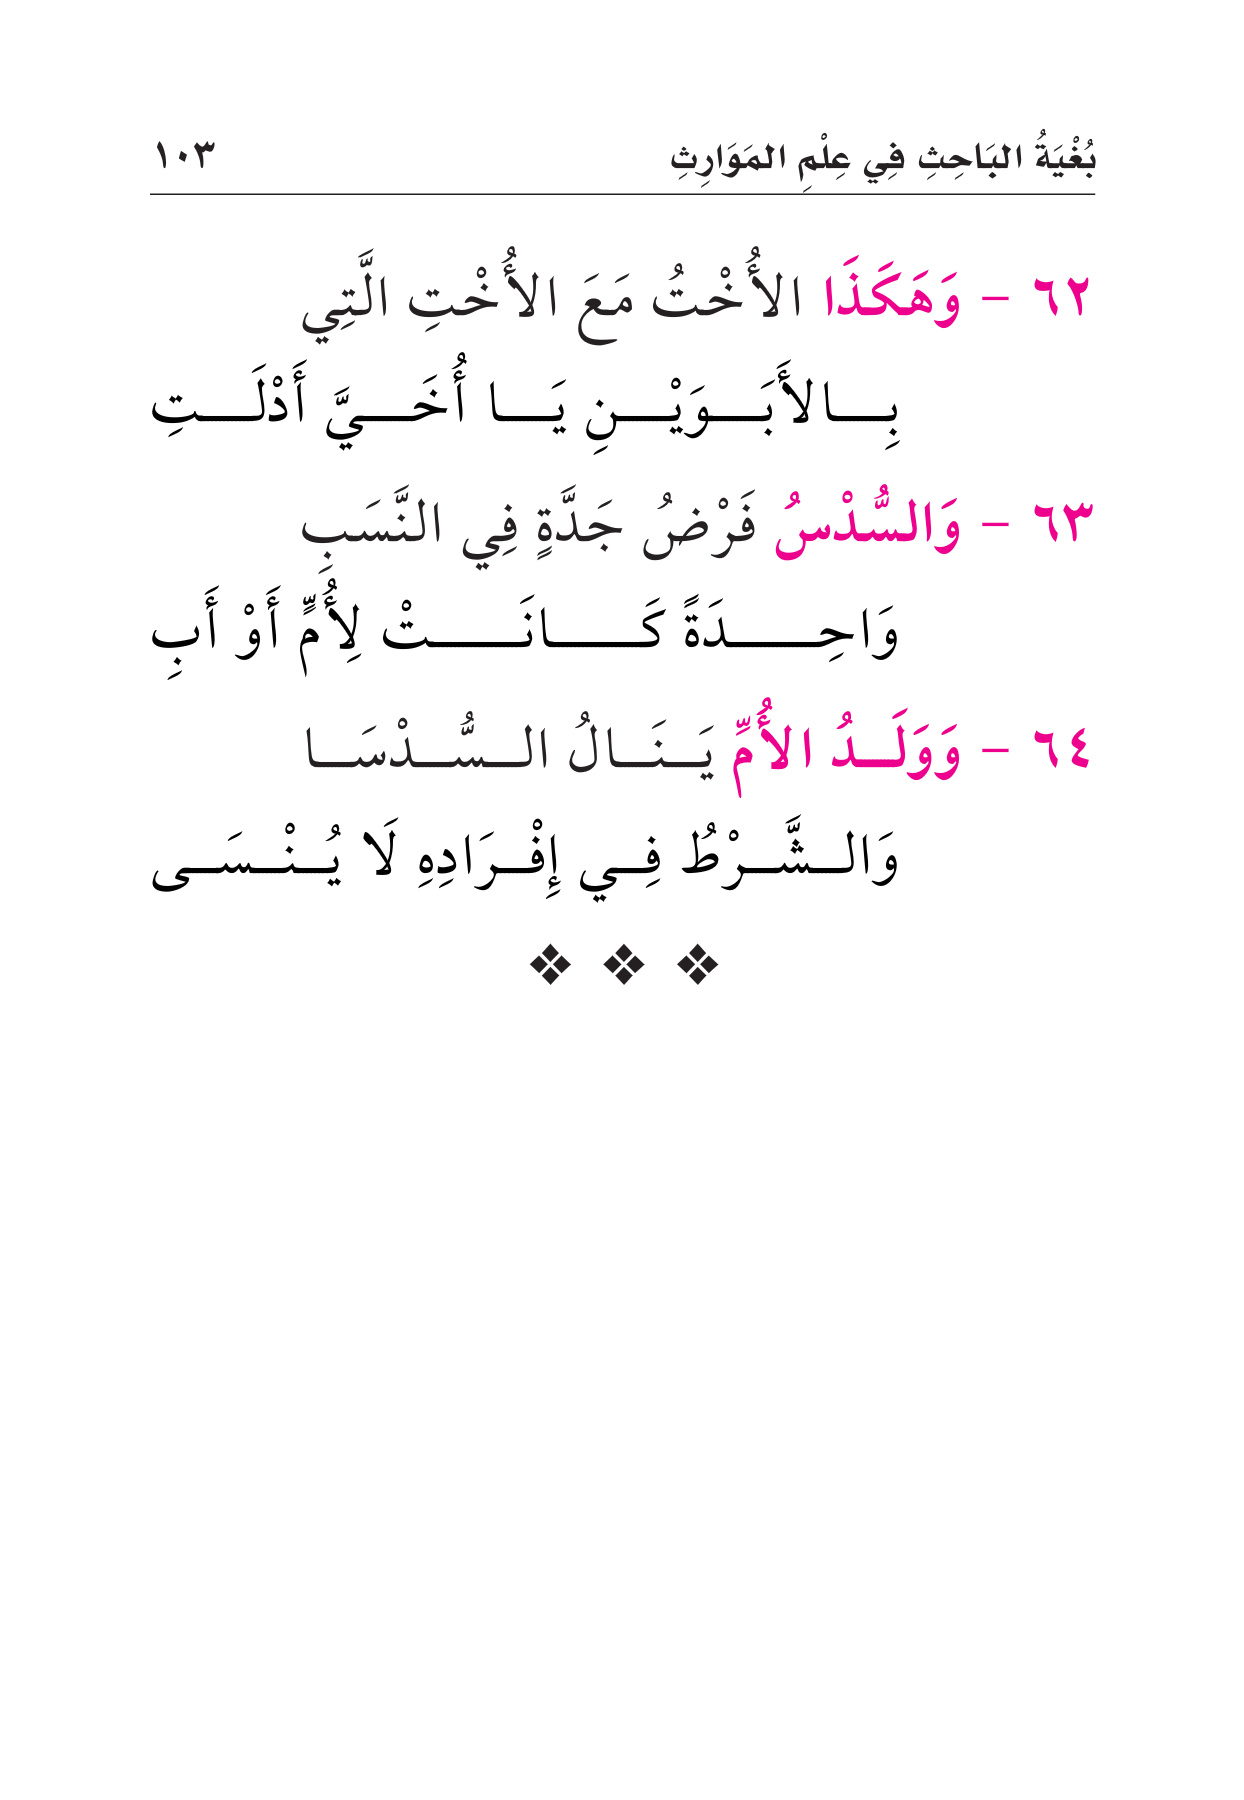 بُغْيَةُ البَاحِثِ فِي عِلْمِ المَوَارِثِ ١٠٣
٦٢ - وَهَكَذَا الأُخْتُ مَعَ الأُخْتِ الَّتِي
بِالأَبَوَيْنِ يَا أُخَيَّ أَدْلَتِ
٦٣ - وَالسُّدْسُ فَرْضُ جَدَّةٍ فِي النَّسَبِ
وَاحِدَةً كَانَتْ لِأُمٍّ أَوْ أَبِ
٦٤ - وَوَلَدُ الأُمِّ يَنَالُ السُّدْسَا
وَالشَّرْطُ فِي إِفْرَادِهِ لَا يُنْسَى